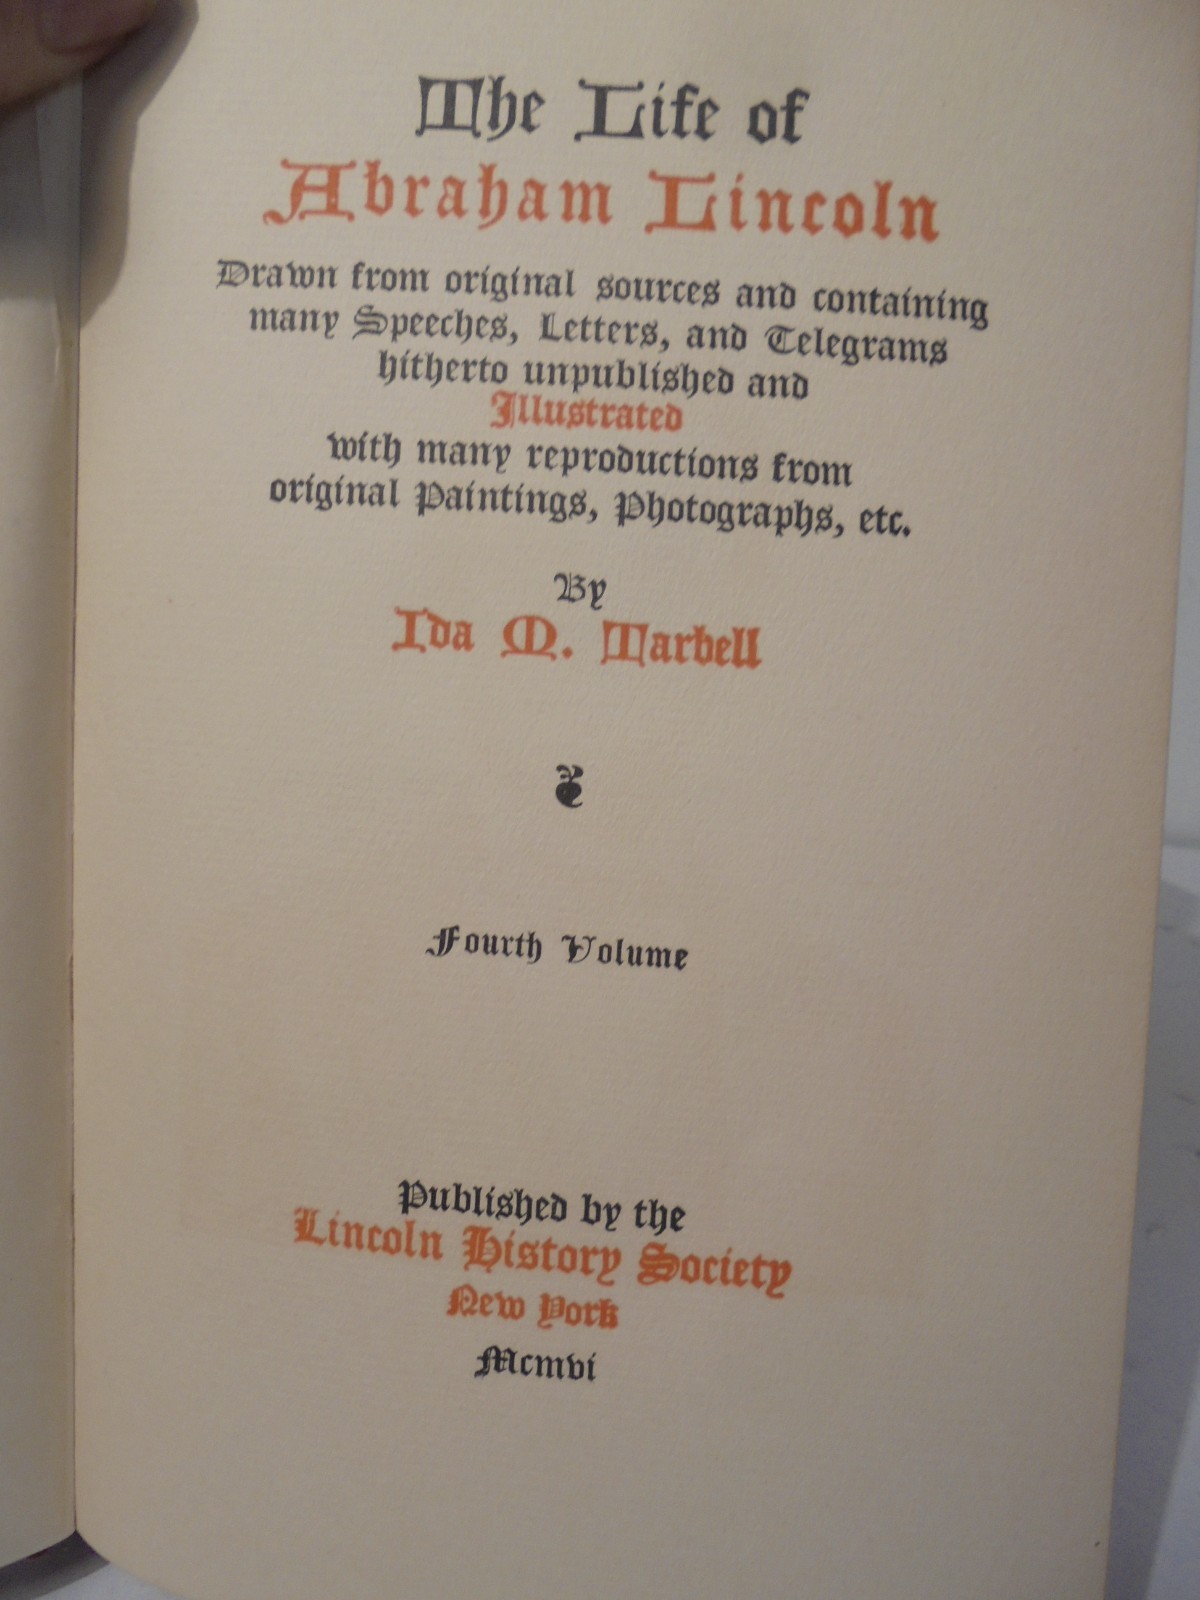 The Life of
Abraham Lincoln
Drawn from original sources and containing
many Speeches, Letters, and Telegrams
hitherto unpublished and
Illustrated
with many reproductions from
original Paintings, Photographs, etc.
By
Ida M. Tarbell
Fourth Volume
Published by the
Lincoln History Society
New York
Mcmvi